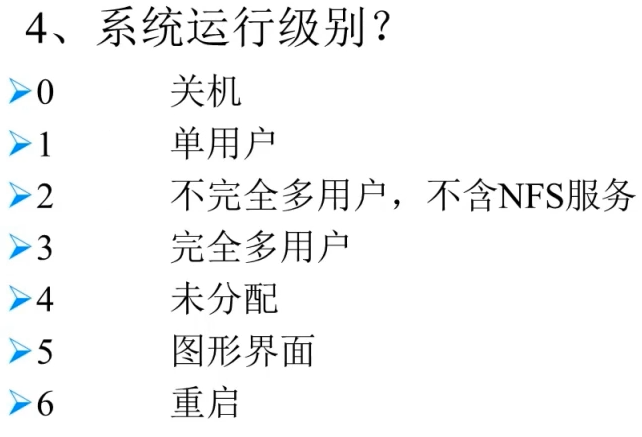 4、系统运行级别？
➢0 关机
➢1 单用户
➢2 不完全多用户，不含NFS服务
➢3 完全多用户
➢4 未分配
➢5 图形界面
➢6 重启